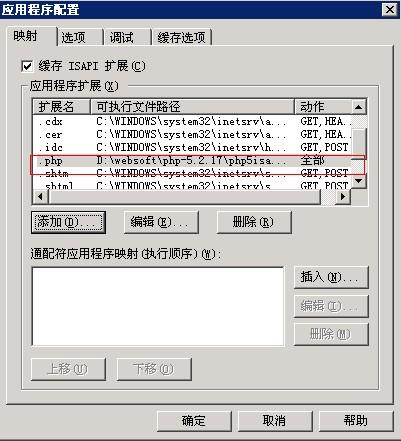 应用程序配置
映射 选项 调试 缓存选项
缓存 ISAPI 扩展(C)
应用程序扩展(X)
扩展名 可执行文件路径 动作
.cdx C:\WINDOWS\system32\inetsrv\a... GET,HEA...
.cer C:\WINDOWS\system32\inetsrv\a... GET,HEA...
.idc C:\WINDOWS\system32\inetsrv\h... GET,POST
.php D:\websoft\php-5.2.17\php5isa... 全部
.shtm C:\WINDOWS\system32\inetsrv\s... GET,POST
.shtml C:\WINDOWS\system32\inetsrv\s... GET,POST
添加(D)... 编辑(E)... 删除(R)
通配符应用程序映射(执行顺序)(W):
插入(N)...
编辑(I)...
删除(M)
上移(U) 下移(O)
确定 取消 帮助